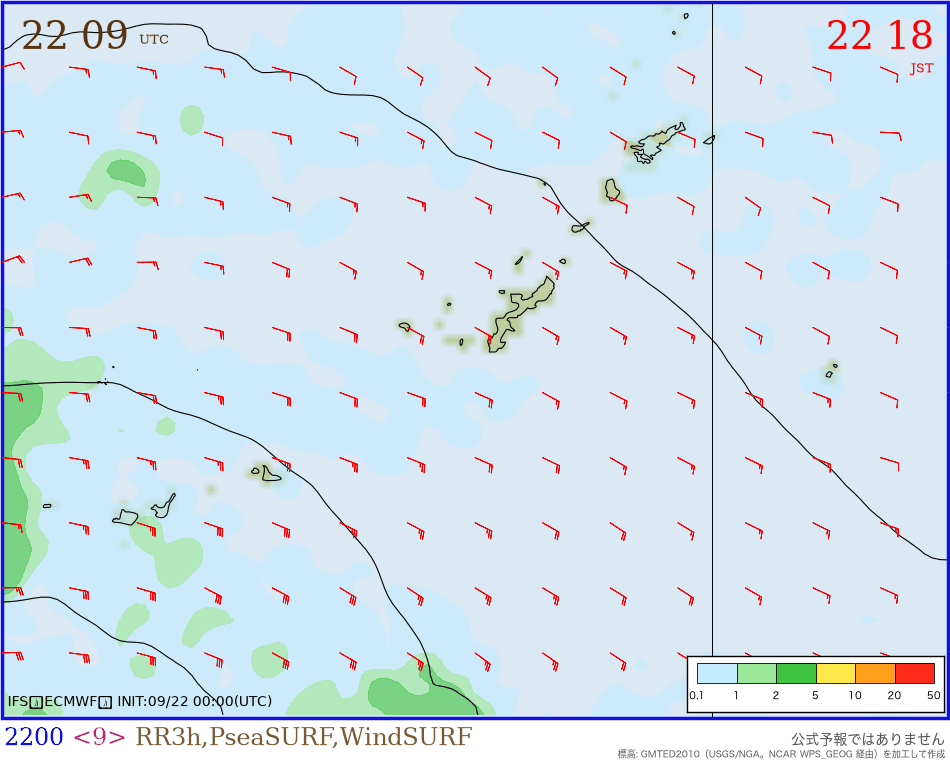 22 09 UTC
22 18
JST
0.1 1 2 5 10 20 50
IFS ECMWF INIT:09/22 00:00(UTC)
2200 <9> RR3h,PseaSURF,WindSURF
公式予報ではありません
標高: GMTED2010（USGS/NGA。NCAR WPS_GEOG 経由）を加工して作成